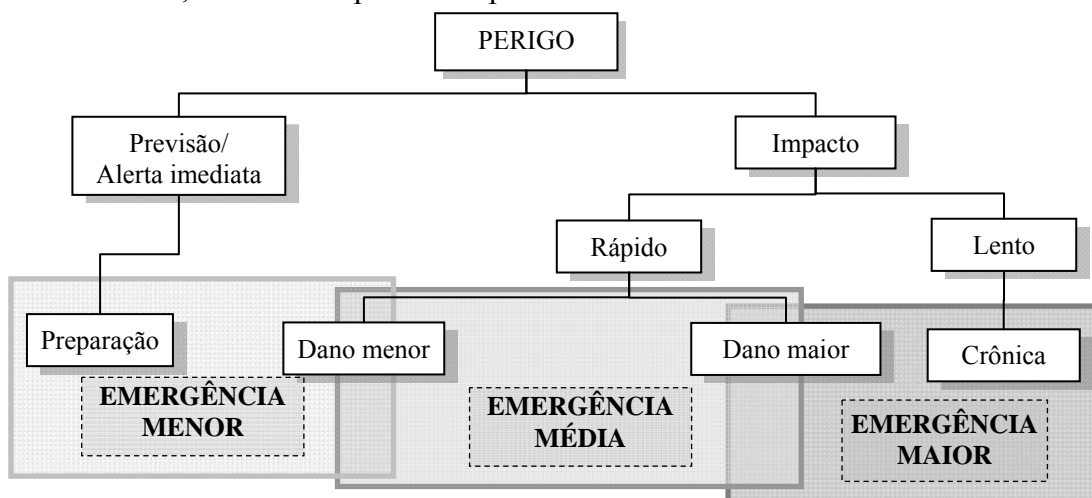 PERIGO
Previsão/
Alerta imediata
Impacto
Rápido
Lento
Preparação
Dano menor
Dano maior
Crônica
EMERGÊNCIA
MENOR
EMERGÊNCIA
MÉDIA
EMERGÊNCIA
MAIOR